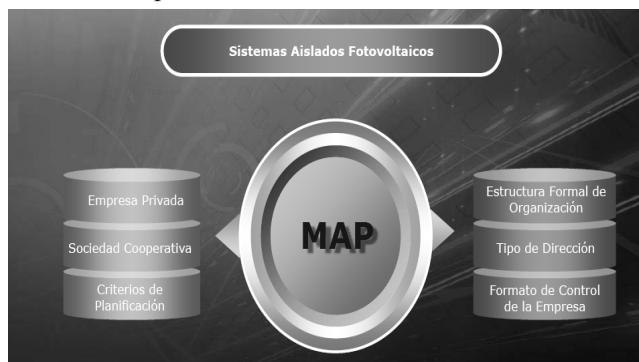 Sistemas Aislados Fotovoltaicos
Empresa Privada
Sociedad Cooperativa
Criterios de
Planificación
MAP
Estructura Formal de
Organización
Tipo de Dirección
Formato de Control
de la Empresa